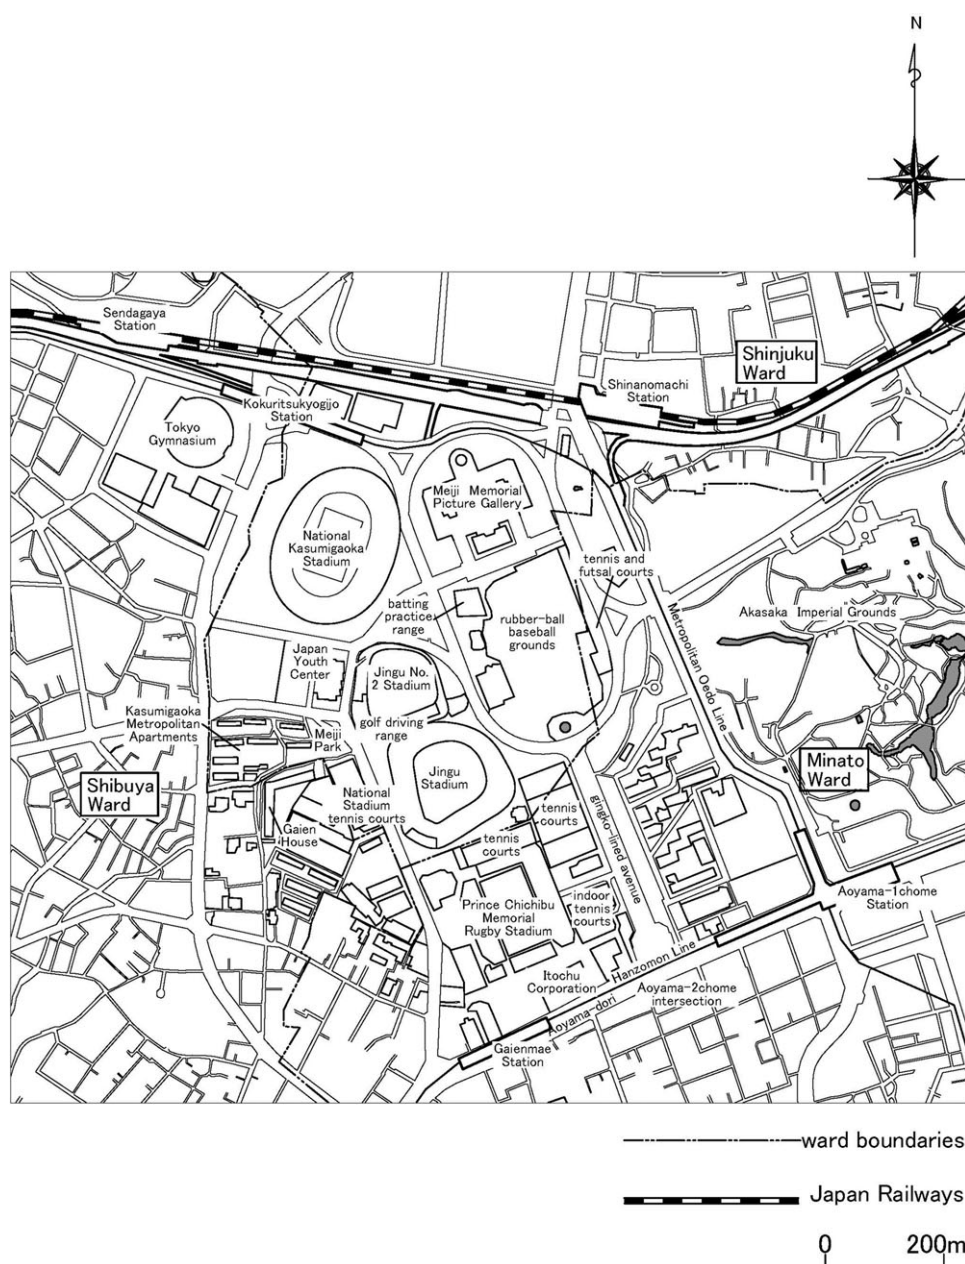 N
Sendagaya
Station
Shinjuku
Ward
Shinanomachi
Station
Kokuritsukyogijo
Station
Tokyo
Gymnasium
Meiji Memorial
Picture Gallery
National
Kasumigaoka
Stadium
tennis and
futsal courts
batting
practice
range
rubber-ball
baseball
grounds
Metropolitan Oedo Line
Akasaka Imperial Grounds
Japan
Youth
Center
Jingu No.
2 Stadium
Kasumigaoka
Metropolitan
Apartments
Meiji
Park
golf driving
range
Shibuya
Ward
Jingu
Stadium
Minato
Ward
National
Stadium
tennis courts
Gaien
House
tennis
courts
tennis
courts
gingko-lined avenue
Prince Chichibu
Memorial
Rugby Stadium
indoor
tennis
courts
Aoyama-1chome
Station
Itochu
Corporation
Hanzomon Line
Aoyama-2chome
intersection
Aoyama-dori
Gaienmae
Station
ward boundaries
Japan Railways
0 200m